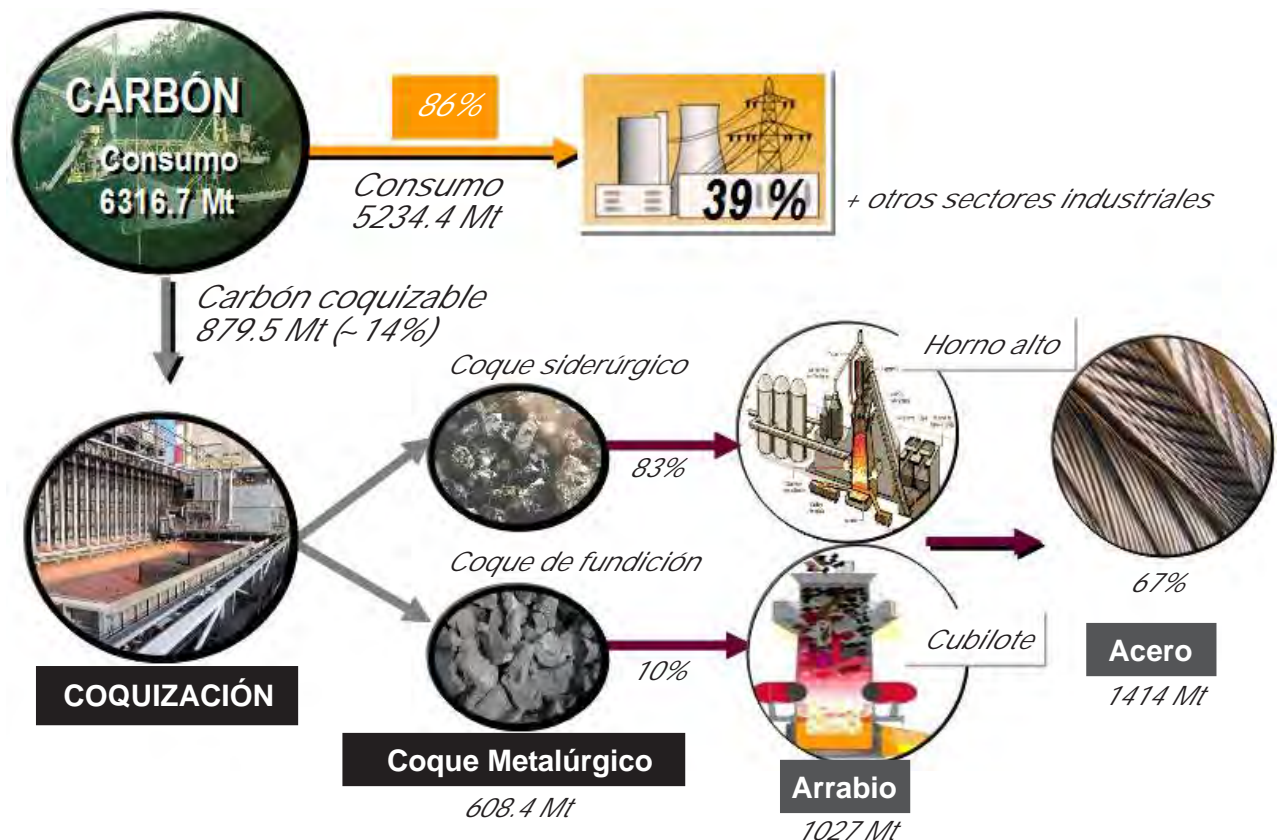 CARBÓN
Consumo
6316.7 Mt
86%
Consumo
5234.4 Mt
39 %
+ otros sectores industriales
Carbón coquizable
879.5 Mt (~ 14%)
Coque siderúrgico
83%
Horno alto
Coque de fundición
10%
Cubilote
67%
COQUIZACIÓN
Coque Metalúrgico
608.4 Mt
Arrabio
1027 Mt
Acero
1414 Mt